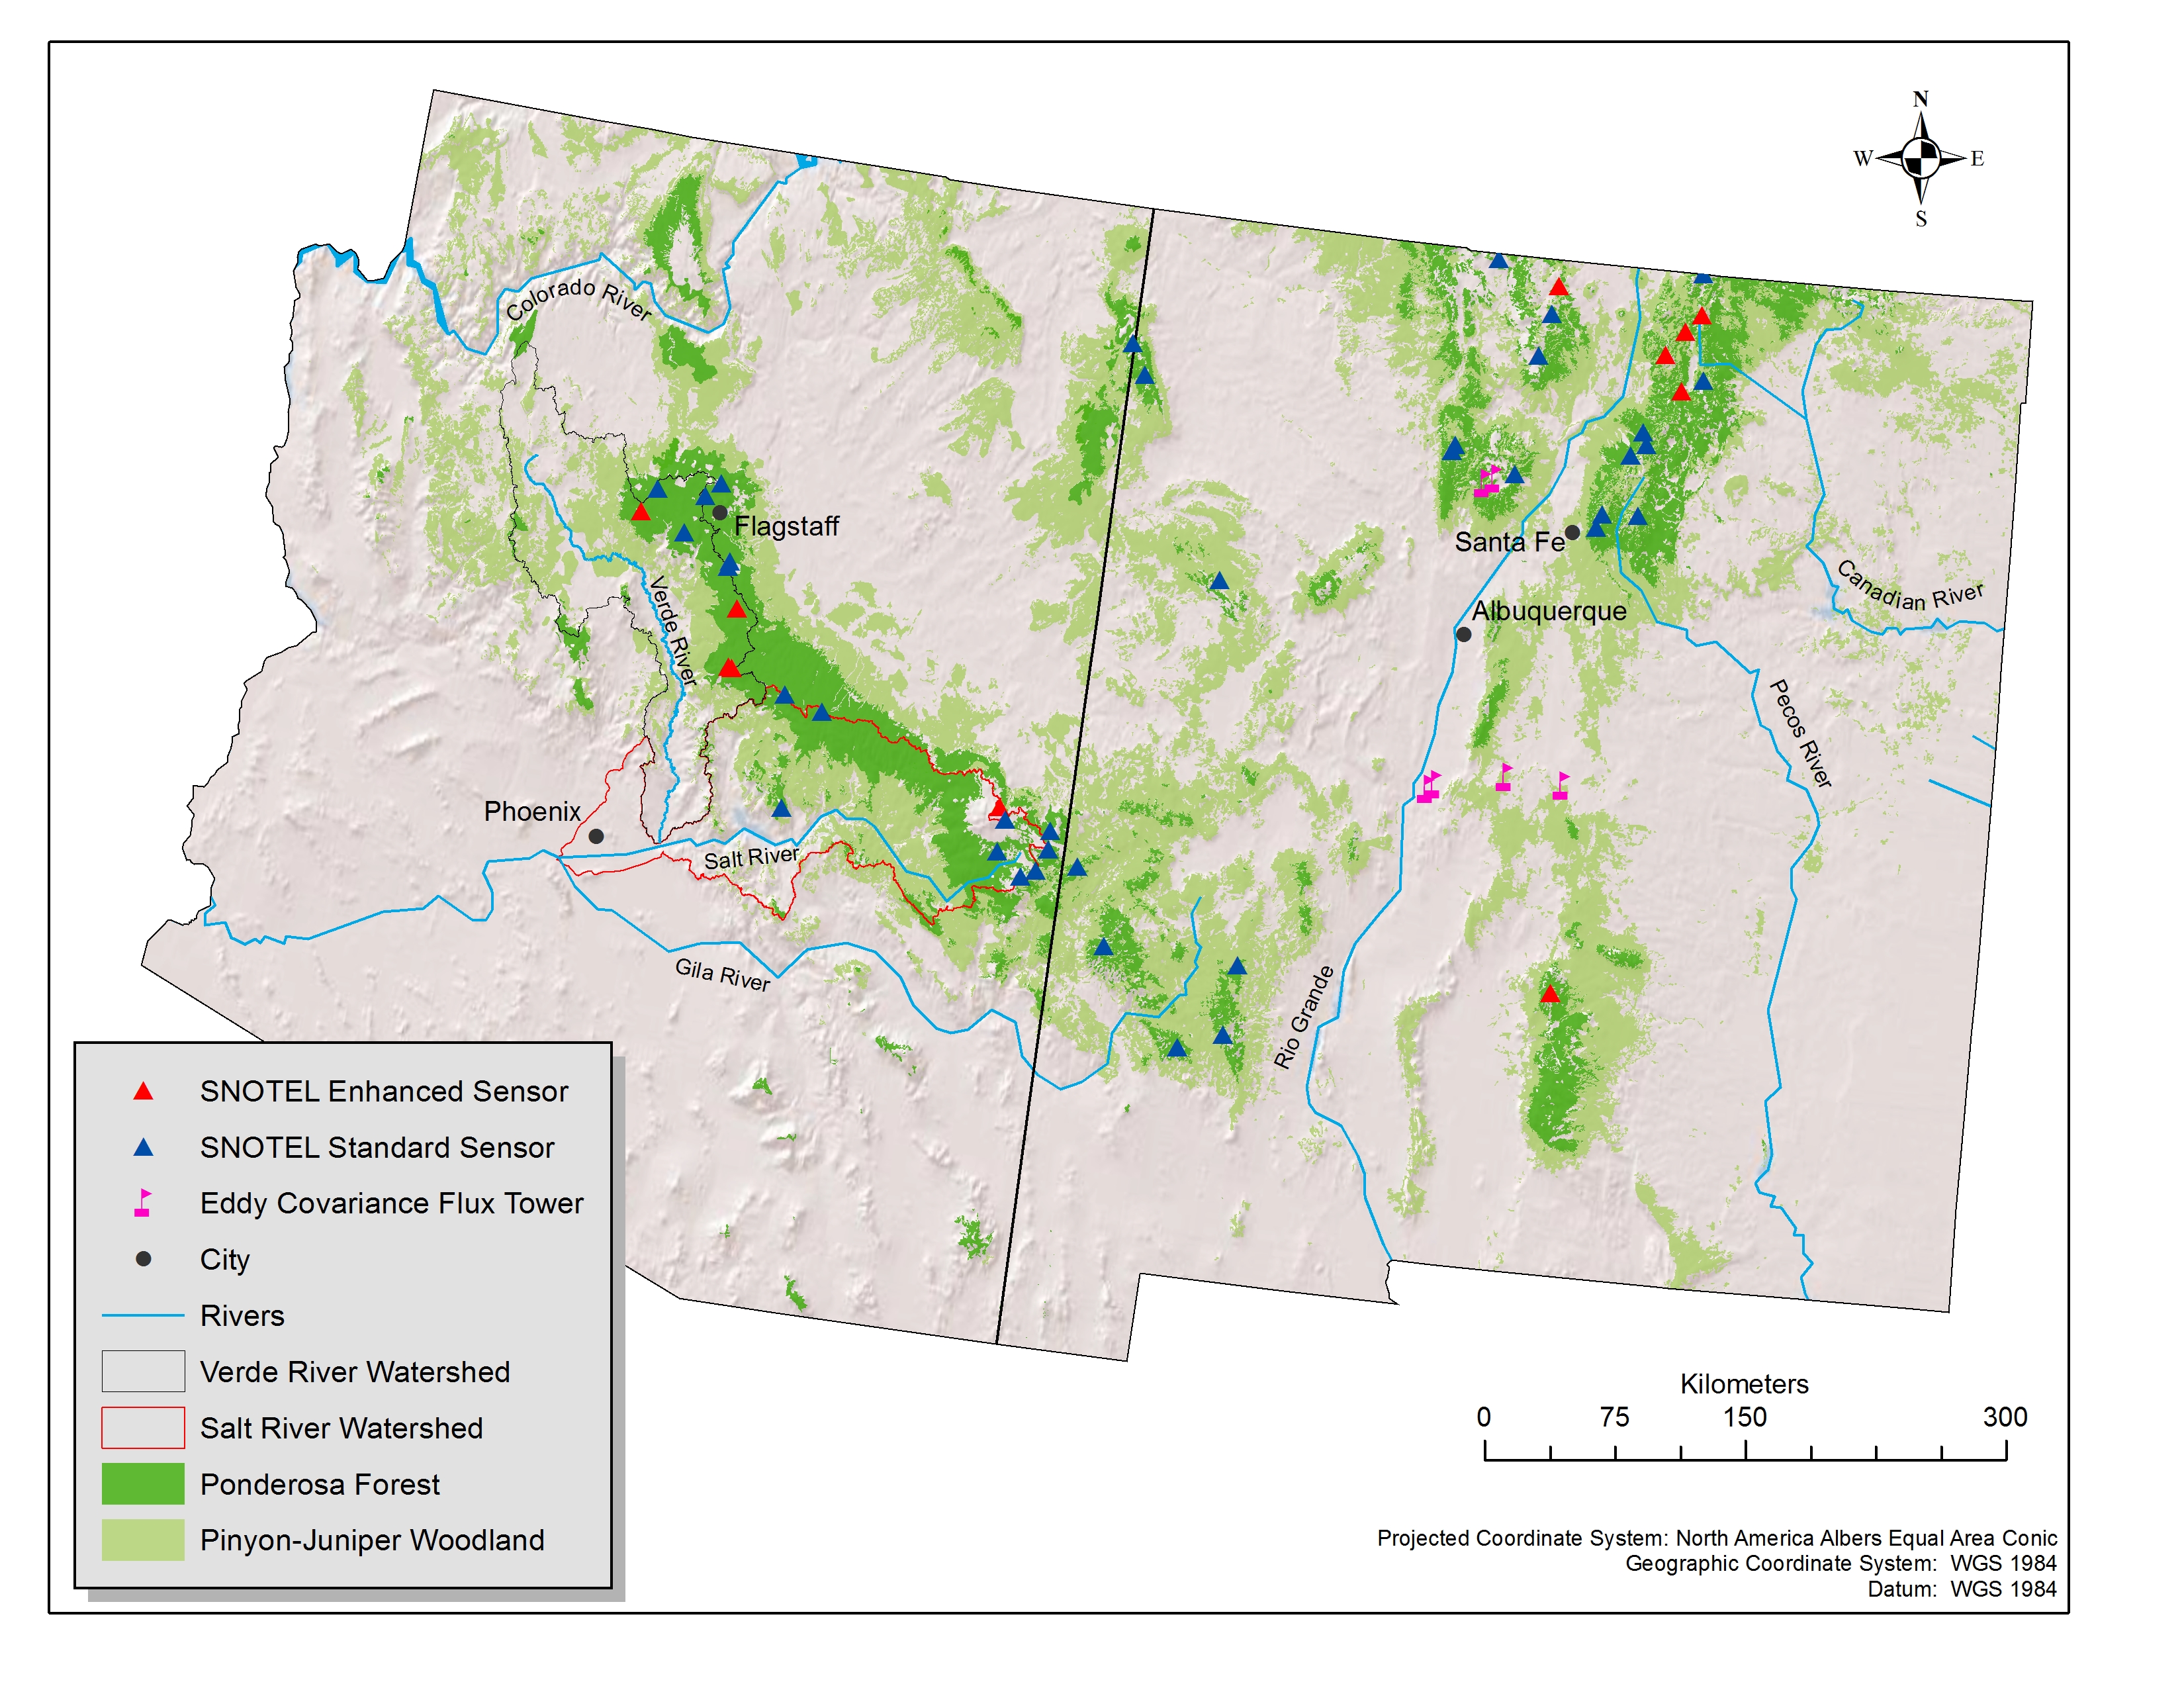 N
W E
S
Colorado River
Flagstaff
Verde River
Santa Fe
Canadian River
Albuquerque
Pecos River
Phoenix
Salt River
Gila River
Rio Grande
SNOTEL Enhanced Sensor
SNOTEL Standard Sensor
Eddy Covariance Flux Tower
City
Rivers
Verde River Watershed
Salt River Watershed
Ponderosa Forest
Pinyon-Juniper Woodland
Kilometers
0 75 150 300
Projected Coordinate System: North America Albers Equal Area Conic
Geographic Coordinate System: WGS 1984
Datum: WGS 1984